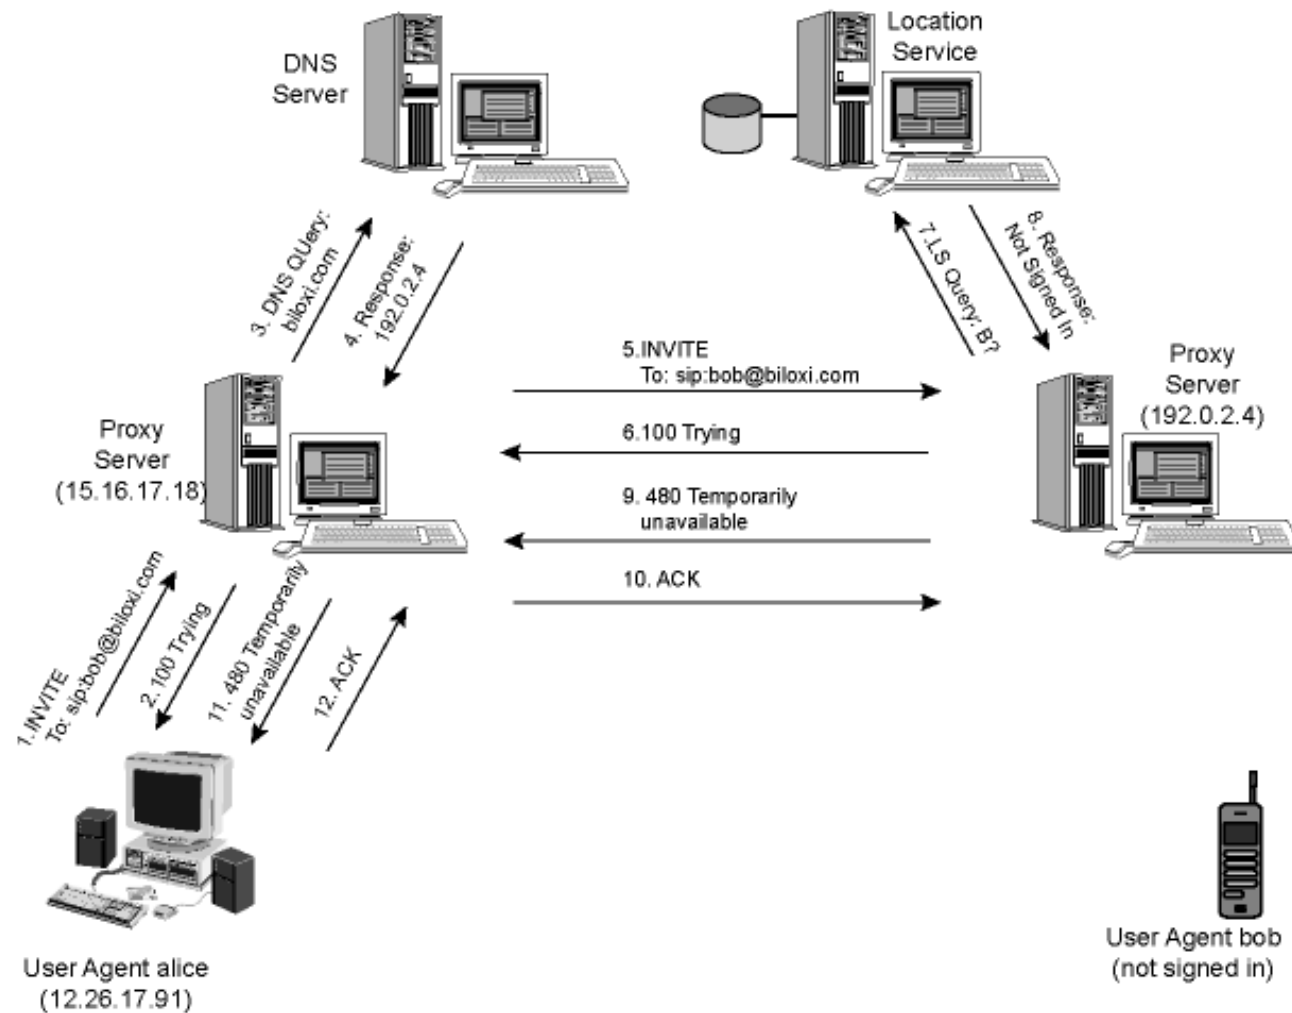 DNS
Server
Location
Service
3. DNS QUery:
biloxi.com
4. Response:
192.0.2.4
7.LS Query: B?
8. Response:
Not Signed In
5.INVITE
To: sip:bob@biloxi.com
Proxy
Server
(192.0.2.4)
6.100 Trying
Proxy
Server
(15.16.17.18)
9. 480 Temporarily
unavailable
10. ACK
1.INVITE
To: sip:bob@biloxi.com
2.100 Trying
11. 480 Temporarily
unavailable
12. ACK
User Agent alice
(12.26.17.91)
User Agent bob
(not signed in)